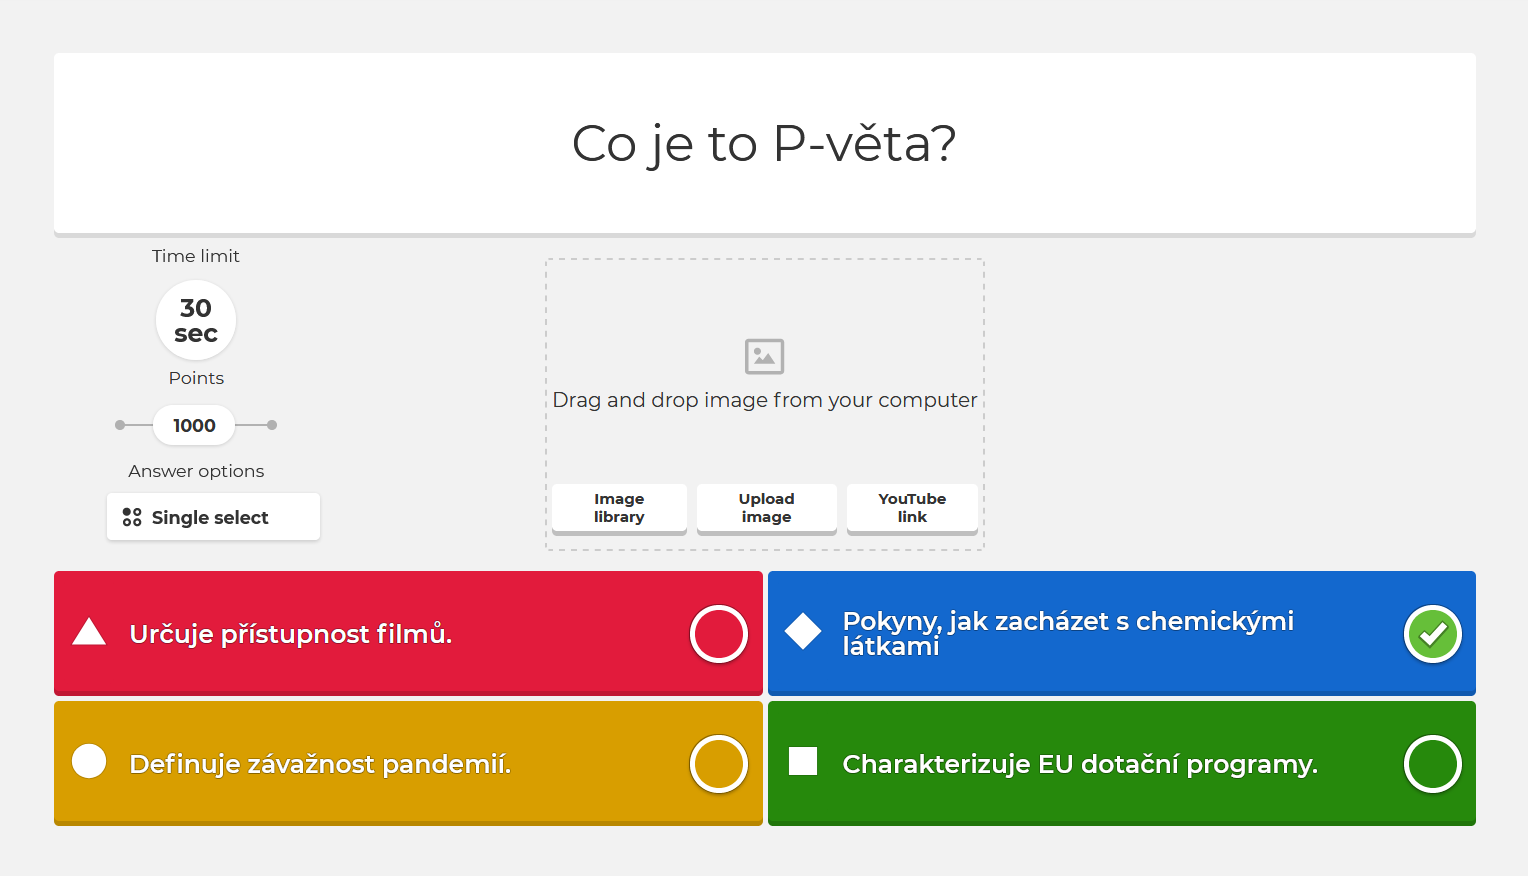 Co je to P-věta?
Time limit
30
sec
Points
1000
Answer options
Single select
Drag and drop image from your computer
Image
library
Upload
image
YouTube
link
Určuje přístupnost filmů.
Pokyny, jak zacházet s chemickými
látkami
Definuje závažnost pandemií.
Charakterizuje EU dotační programy.